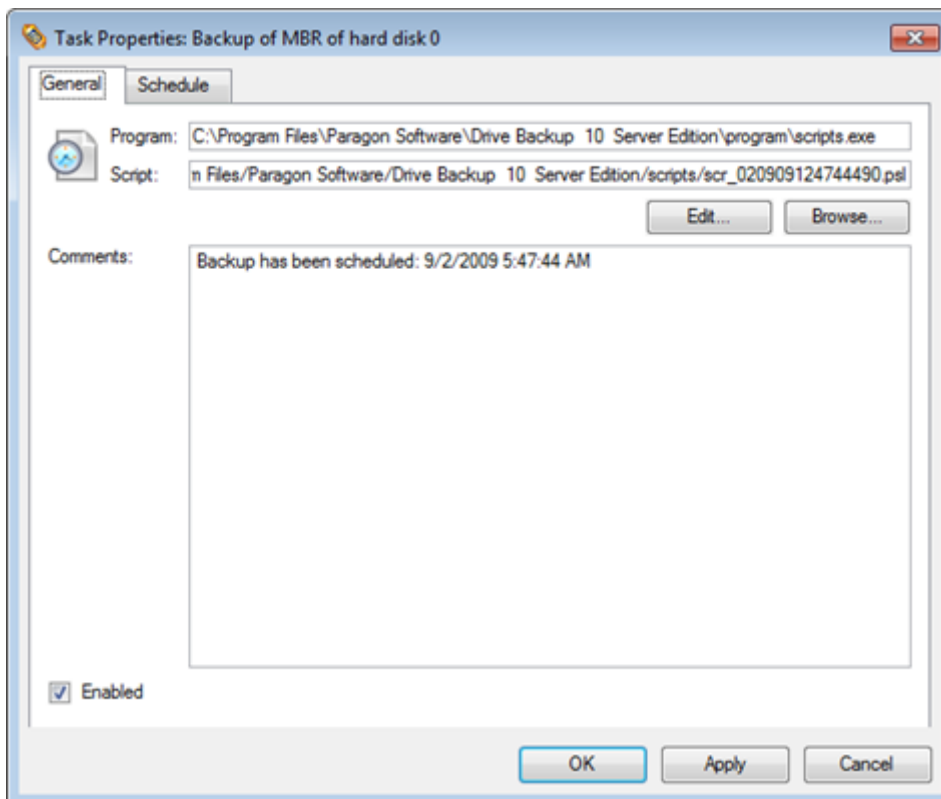 Task Properties: Backup of MBR of hard disk 0
General Schedule
Program: C:\Program Files\Paragon Software\Drive Backup 10 Server Edition\program\scripts.exe
Script: n Files/Paragon Software/Drive Backup 10 Server Edition/scripts/scr_020909124744490.psl
Edit... Browse...
Comments: Backup has been scheduled: 9/2/2009 5:47:44 AM
Enabled
OK Apply Cancel